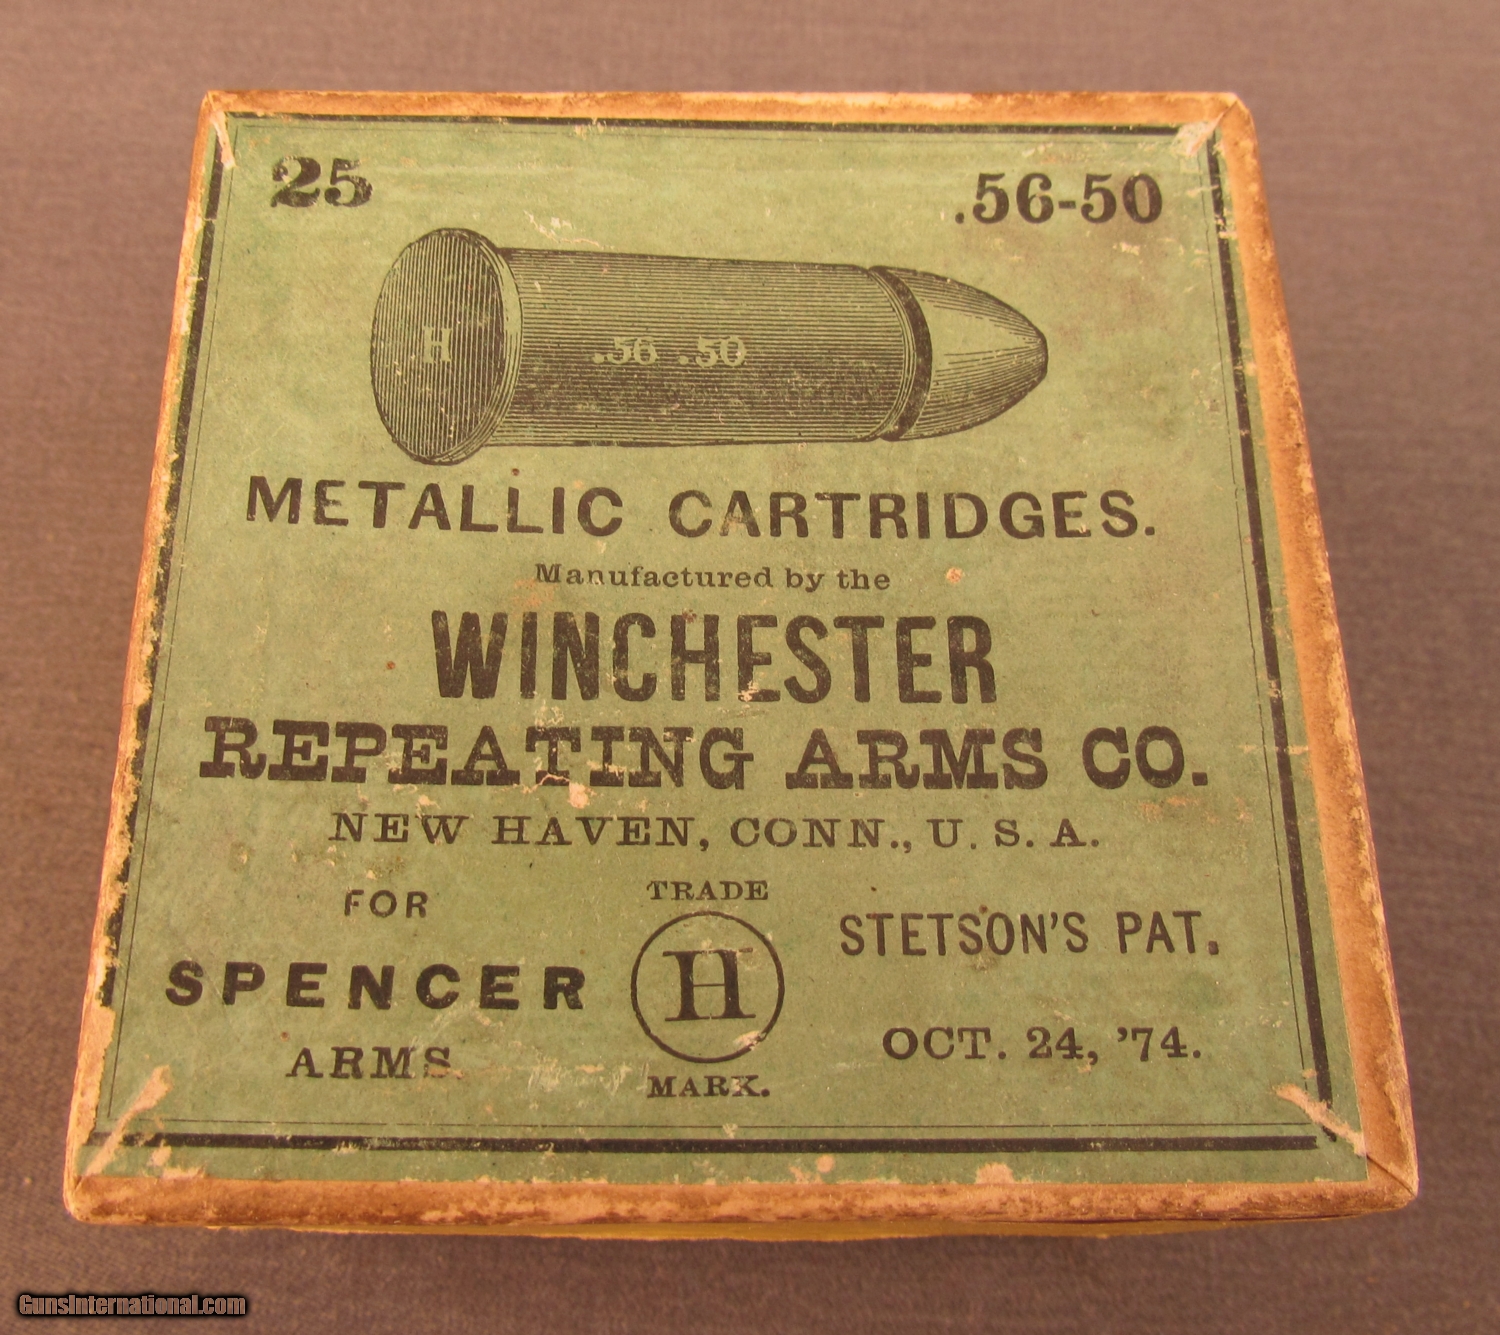 25 .56-50
H .56 .50
METALLIC CARTRIDGES.
Manufactured by the
WINCHESTER
REPEATING ARMS CO.
NEW HAVEN, CONN., U. S. A.
FOR
SPENCER
ARMS.
TRADE
H
MARK.
STETSON'S PAT.
OCT. 24, '74.
GunsInternational.com